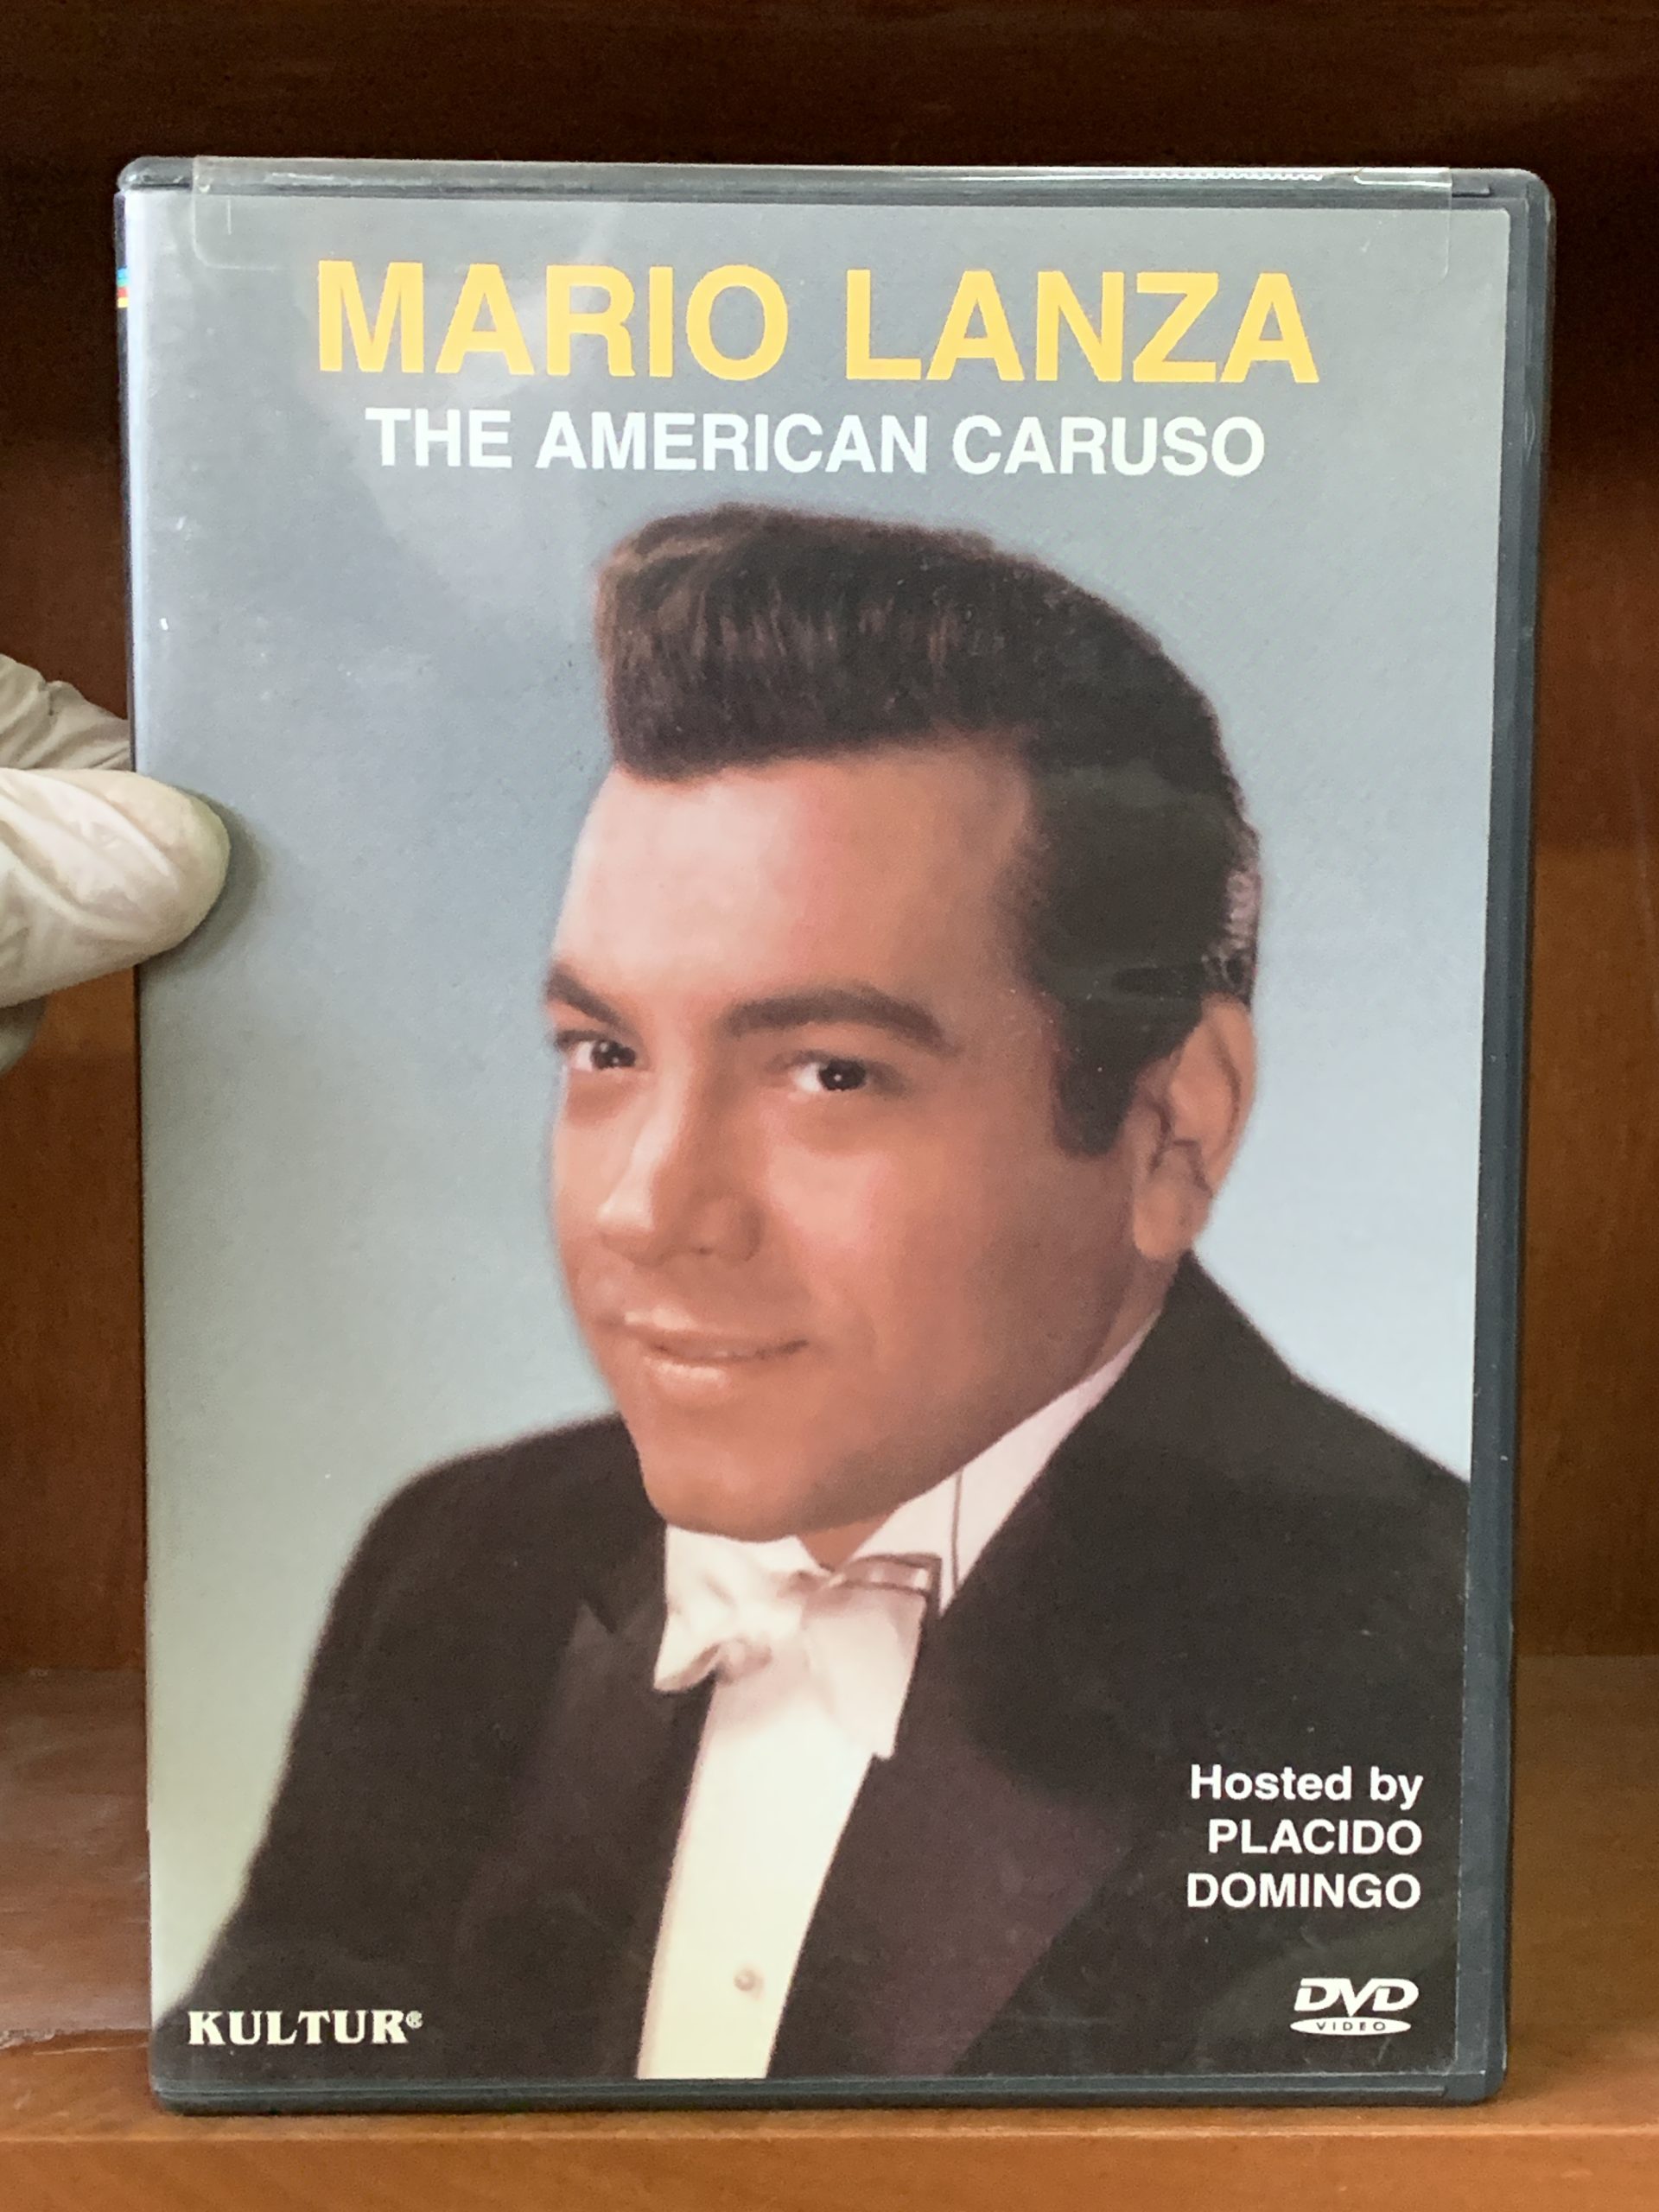 MARIO LANZA
THE AMERICAN CARUSO
Hosted by
PLACIDO
DOMINGO
DVD
VIDEO
KULTUR®